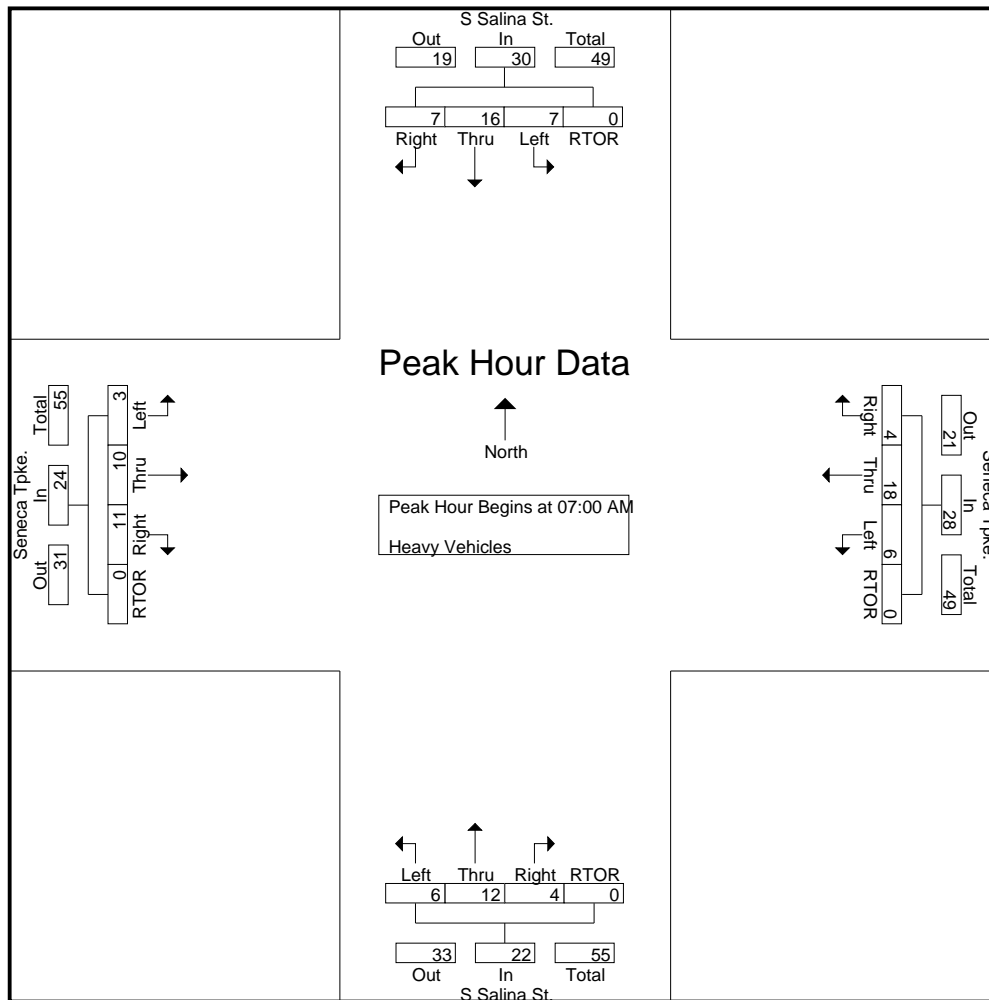 S Salina St.
Out In Total
19 30 49
7 16 7 0
Right Thru Left RTOR
Peak Hour Data
North
Peak Hour Begins at 07:00 AM
Heavy Vehicles
Seneca Tpke.
Total In Out
55 24 31
3 10 11 0
Left Thru Right RTOR
Right Thru Left RTOR
4 18 6 0
Out In Total
21 28 49
Seneca Tpke.
Left Thru Right RTOR
6 12 4 0
33 22 55
Out In Total
S Salina St.